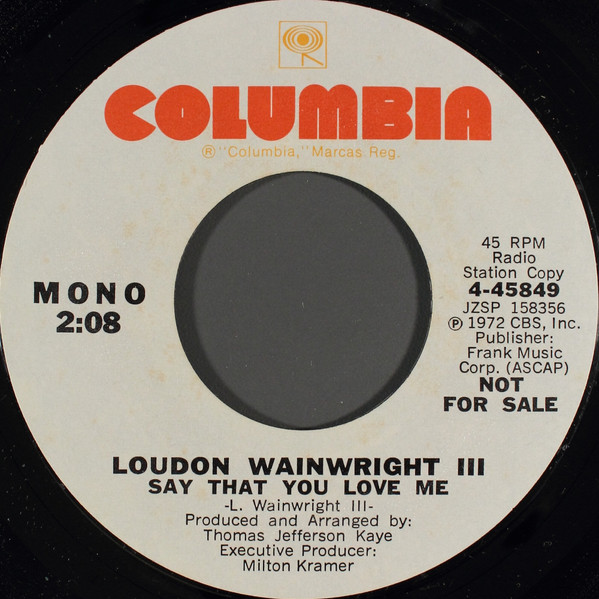 COLUMBIA
® "Columbia," Marcas Reg.
MONO
2:08
45 RPM
Radio
Station Copy
4-45849
JZSP 158356
℗ 1972 CBS, Inc.
Publisher:
Frank Music
Corp. (ASCAP)
NOT
FOR SALE
LOUDON WAINWRIGHT III
SAY THAT YOU LOVE ME
-L. Wainwright III-
Produced and Arranged by:
Thomas Jefferson Kaye
Executive Producer:
Milton Kramer